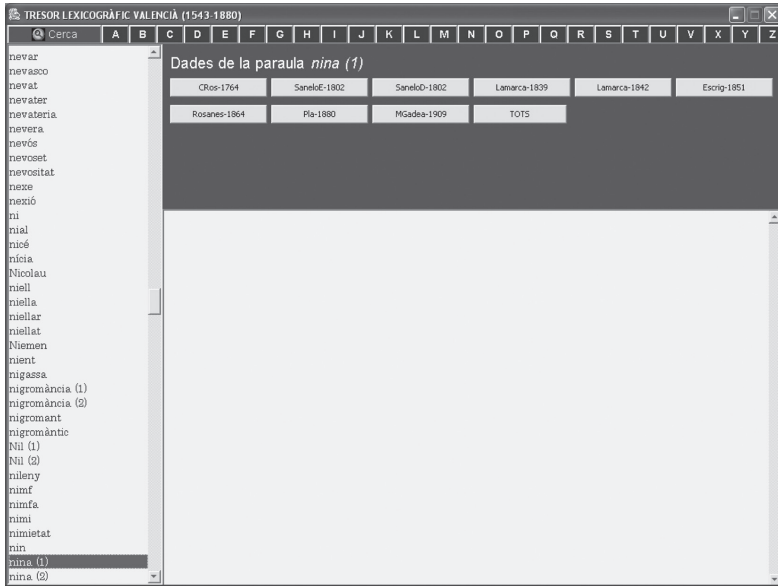 TRESOR LEXICOGRÀFIC VALENCIÀ (1543-1880)
Cerca A B C D E F G H I J K L M N O P Q R S T U V X Y Z
nevar
nevasco
nevat
nevater
nevateria
nevera
nevós
nevoset
nevositat
nexe
nexió
ni
nial
nicé
nícia
Nicolau
niell
niella
niellar
niellat
Niemen
nient
nigassa
nigromància (1)
nigromància (2)
nigromant
nigromàntic
Nil (1)
Nil (2)
nileny
nimf
nimfa
nimi
nimietat
nin
nina (1)
nina (2)
Dades de la paraula nina (1)
CRos-1764 SaneloE-1802 SaneloD-1802 Lamarca-1839 Lamarca-1842 Escrig-1851
Rosanes-1864 Pla-1880 MGadea-1909 TOTS